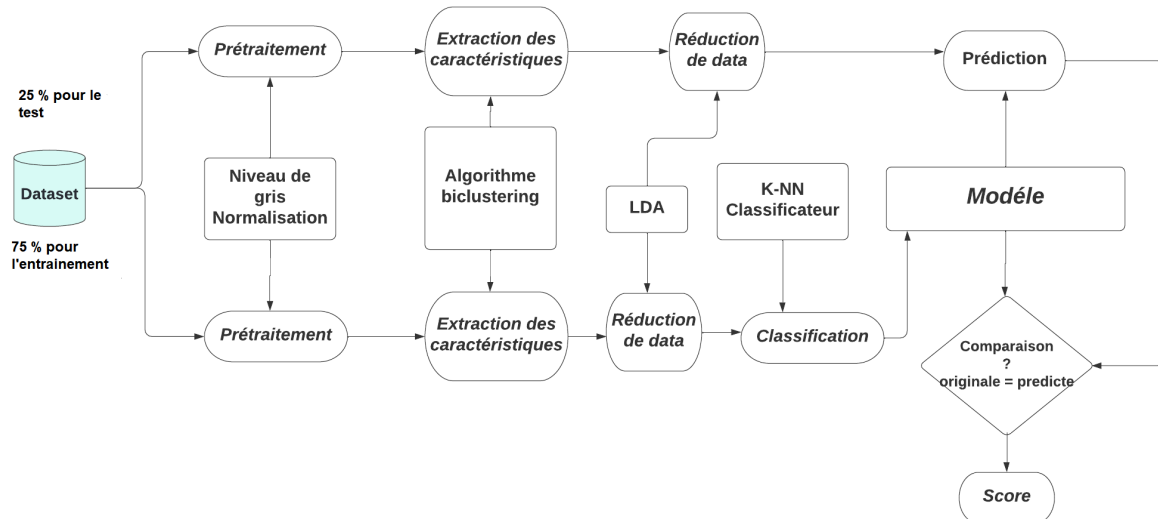 Prétraitement
Extraction des
caractéristiques
Réduction
de data
Prédiction
25 % pour le
test
Dataset
75 % pour
l'entrainement
Niveau de
gris
Normalisation
Algorithme
biclustering
LDA
K-NN
Classificateur
Modéle
Prétraitement
Extraction des
caractéristiques
Réduction
de data
Classification
Comparaison
?
originale = predicte
Score